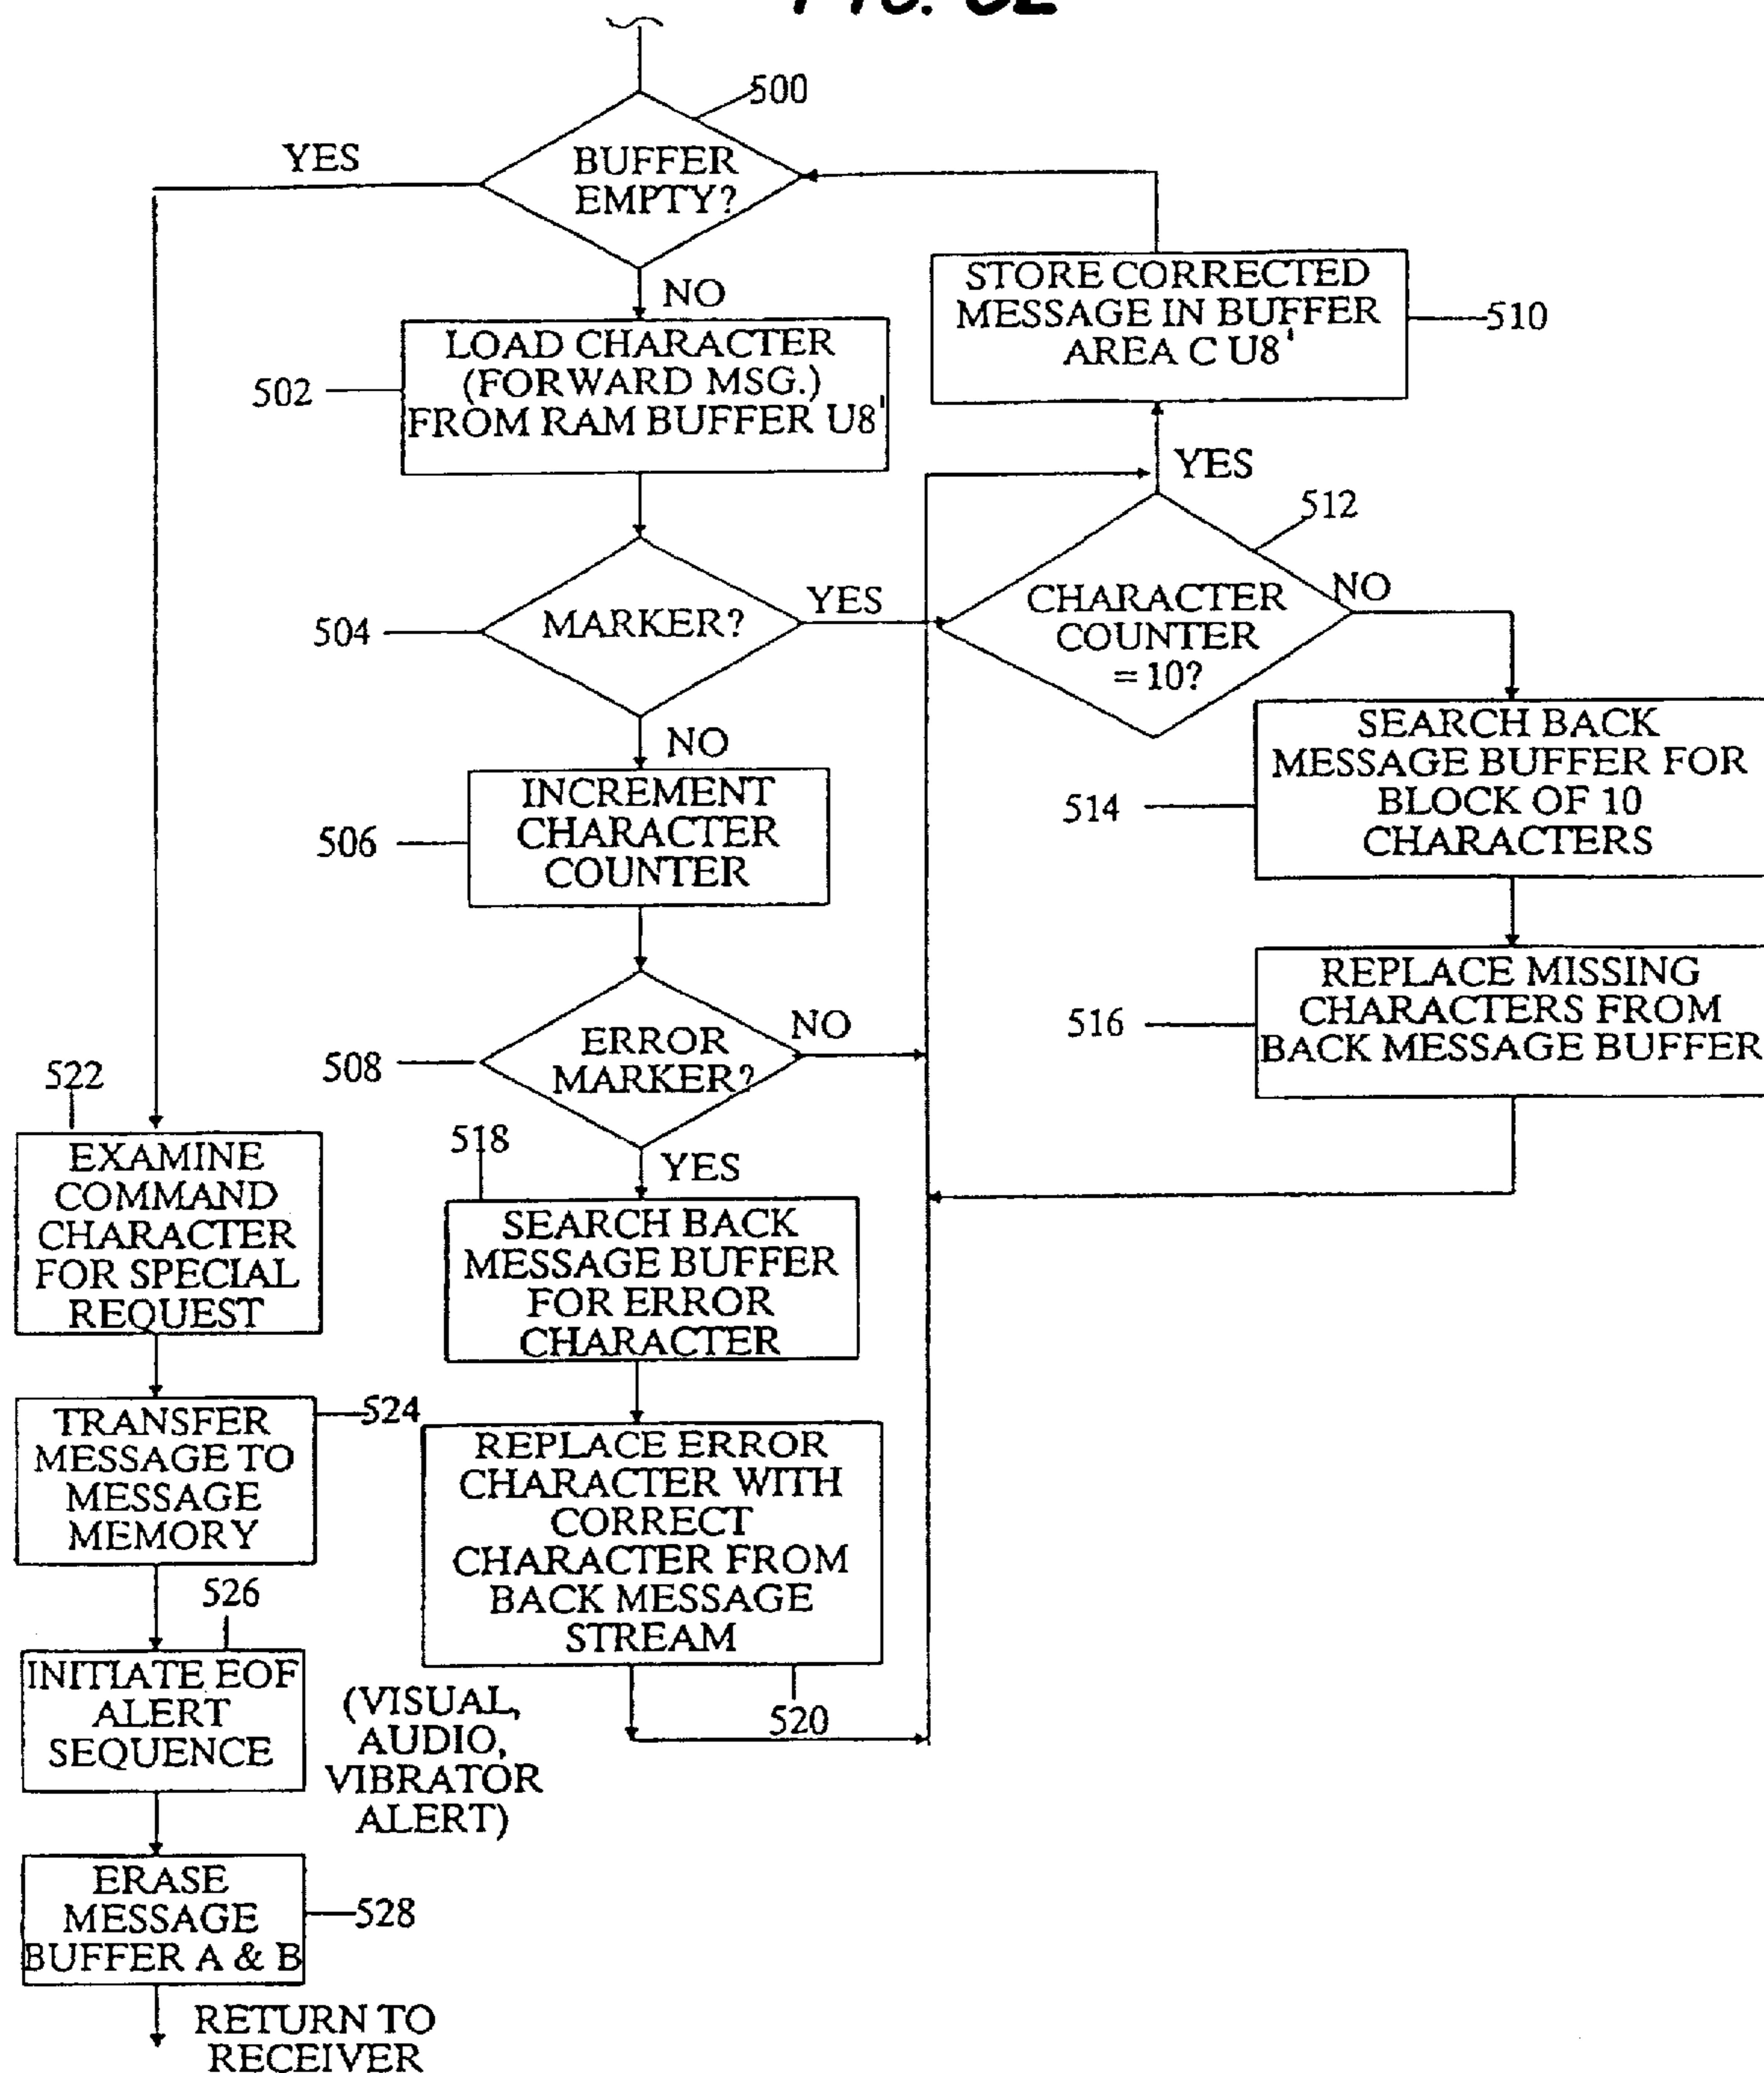 500
BUFFER
EMPTY?
YES
NO
LOAD CHARACTER
(FORWARD MSG.)
FROM RAM BUFFER U8'
502
STORE CORRECTED
MESSAGE IN BUFFER
AREA C U8'
510
YES
512
MARKER?
504
YES
CHARACTER
COUNTER
= 10?
NO
NO
INCREMENT
CHARACTER
COUNTER
506
SEARCH BACK
MESSAGE BUFFER FOR
BLOCK OF 10
CHARACTERS
514
REPLACE MISSING
CHARACTERS FROM
BACK MESSAGE BUFFER
516
ERROR
MARKER?
NO
508
YES
518
SEARCH BACK
MESSAGE BUFFER
FOR ERROR
CHARACTER
REPLACE ERROR
CHARACTER WITH
CORRECT
CHARACTER FROM
BACK MESSAGE
STREAM
520
522
EXAMINE
COMMAND
CHARACTER
FOR SPECIAL
REQUEST
TRANSFER
MESSAGE TO
MESSAGE
MEMORY
524
526
INITIATE EOF
ALERT
SEQUENCE
(VISUAL,
AUDIO,
VIBRATOR
ALERT)
ERASE
MESSAGE
BUFFER A & B
528
RETURN TO
RECEIVER